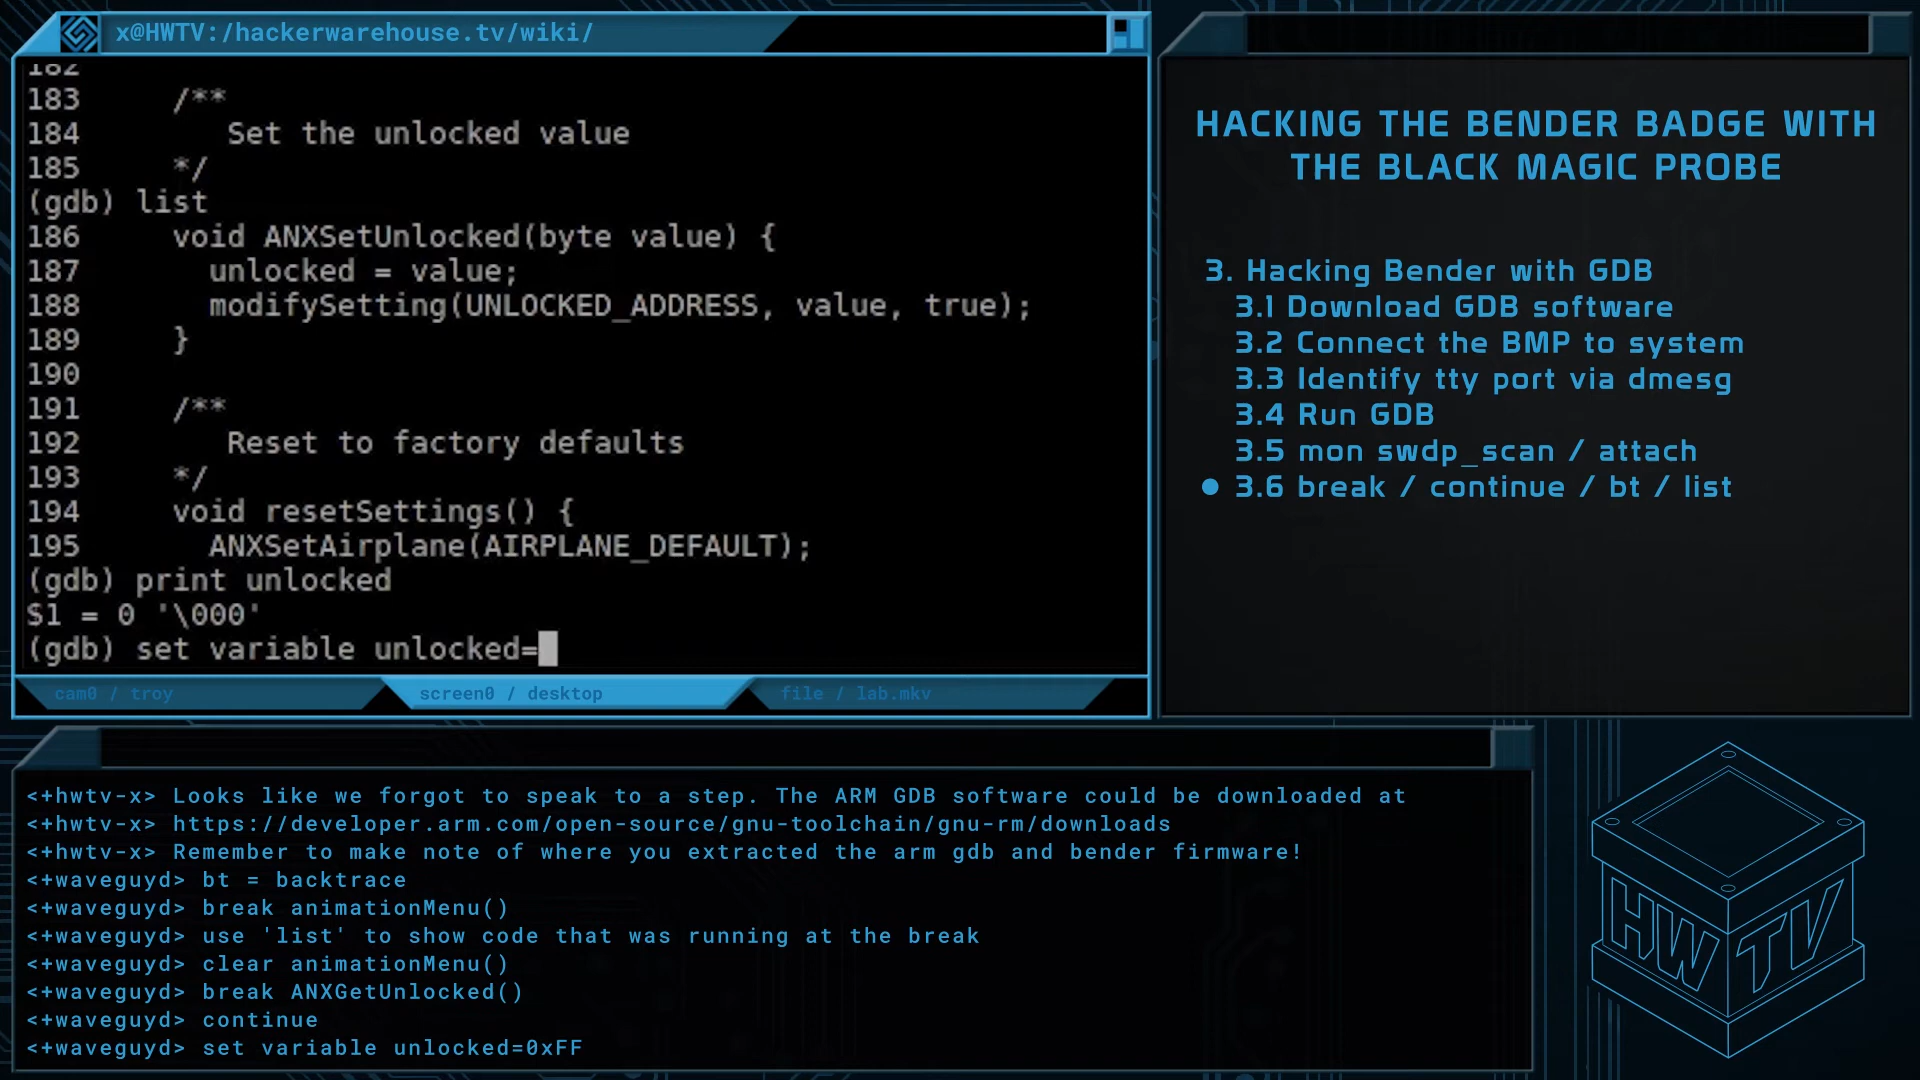 x@HWTV:/hackerwarehouse.tv/wiki/
182
183 /**
184 Set the unlocked value
185 */
(gdb) list
186 void ANXSetUnlocked(byte value) {
187 unlocked = value;
188 modifySetting(UNLOCKED_ADDRESS, value, true);
189 }
190
191 /**
192 Reset to factory defaults
193 */
194 void resetSettings() {
195 ANXSetAirplane(AIRPLANE_DEFAULT);
(gdb) print unlocked
$1 = 0 '\000'
(gdb) set variable unlocked=
cam0 / troy
screen0 / desktop
file / lab.mkv
HACKING THE BENDER BADGE WITH
THE BLACK MAGIC PROBE
3. Hacking Bender with GDB
3.1 Download GDB software
3.2 Connect the BMP to system
3.3 Identify tty port via dmesg
3.4 Run GDB
3.5 mon swdp_scan / attach
● 3.6 break / continue / bt / list
<+hwtv-x> Looks like we forgot to speak to a step. The ARM GDB software could be downloaded at
<+hwtv-x> https://developer.arm.com/open-source/gnu-toolchain/gnu-rm/downloads
<+hwtv-x> Remember to make note of where you extracted the arm gdb and bender firmware!
<+waveguyd> bt = backtrace
<+waveguyd> break animationMenu()
<+waveguyd> use 'list' to show code that was running at the break
<+waveguyd> clear animationMenu()
<+waveguyd> break ANXGetUnlocked()
<+waveguyd> continue
<+waveguyd> set variable unlocked=0xFF
HW TV